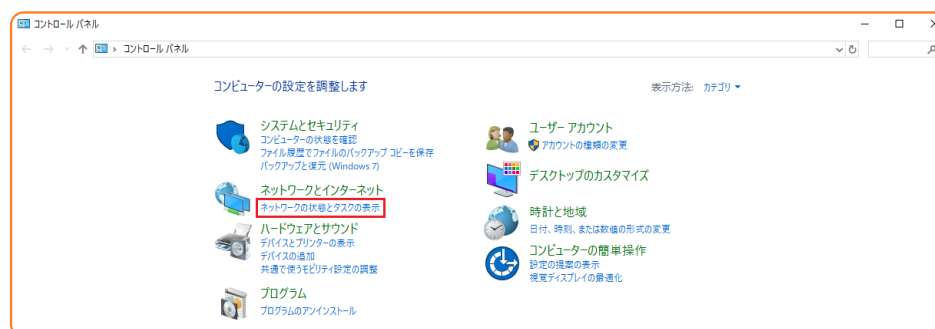 コントロール パネル
コントロール パネル
コンピューターの設定を調整します
表示方法: カテゴリ
システムとセキュリティ
コンピューターの状態を確認
ファイル履歴でファイルのバックアップ コピーを保存
バックアップと復元 (Windows 7)
ネットワークとインターネット
ネットワークの状態とタスクの表示
ハードウェアとサウンド
デバイスとプリンターの表示
デバイスの追加
共通で使うモビリティ設定の調整
プログラム
プログラムのアンインストール
ユーザー アカウント
アカウントの種類の変更
デスクトップのカスタマイズ
時計と地域
日付、時刻、または数値の形式の変更
コンピューターの簡単操作
設定の提案の表示
視覚ディスプレイの最適化